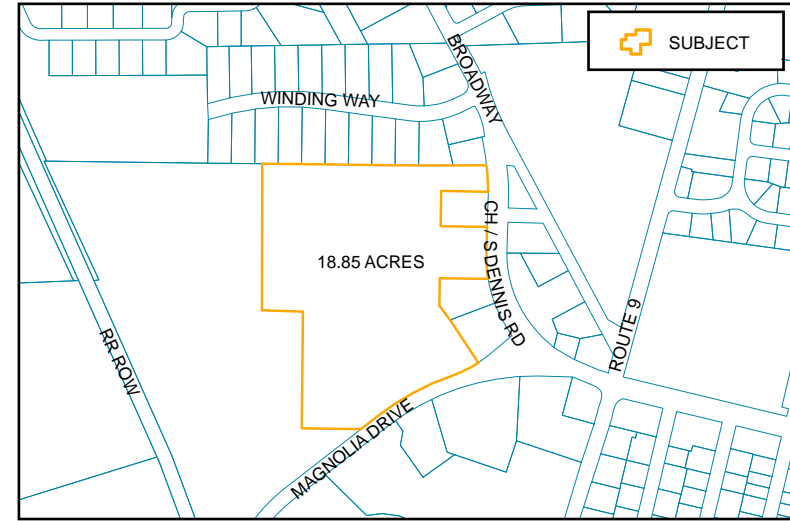 SUBJECT
BROADWAY
WINDING WAY
CH / S DENNIS RD
18.85 ACRES
ROUTE 9
RR ROW
MAGNOLIA DRIVE